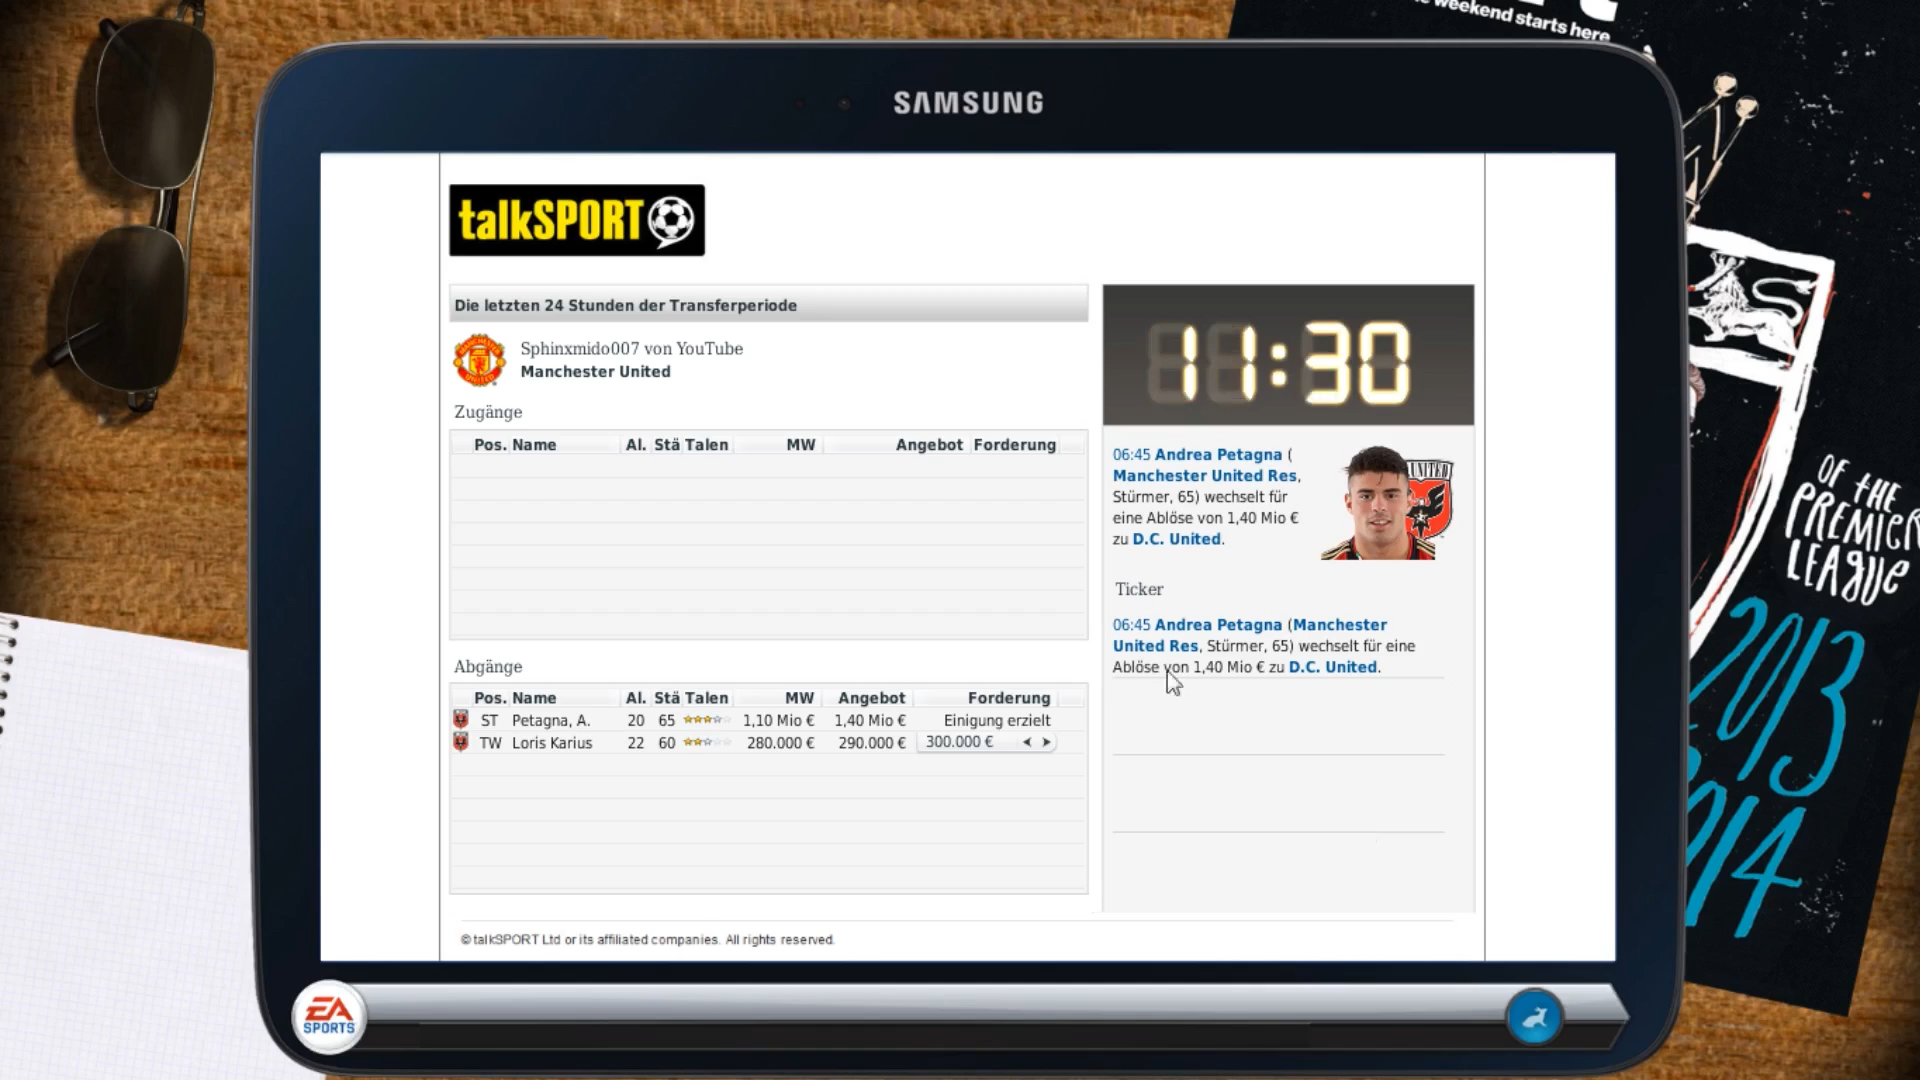 the weekend starts here
SAMSUNG
talkSPORT
Die letzten 24 Stunden der Transferperiode
Sphinxmido007 von YouTube
Manchester United
Zugänge
Pos. Name Al. Stä Talen MW Angebot Forderung
Abgänge
Pos. Name Al. Stä Talen MW Angebot Forderung
ST Petagna, A. 20 65 1,10 Mio € 1,40 Mio € Einigung erzielt
TW Loris Karius 22 60 280.000 € 290.000 € 300.000 €
© talkSPORT Ltd or its affiliated companies. All rights reserved.
11:30
06:45 Andrea Petagna (
Manchester United Res,
Stürmer, 65) wechselt für
eine Ablöse von 1,40 Mio €
zu D.C. United.
UNITED
Ticker
06:45 Andrea Petagna (Manchester
United Res, Stürmer, 65) wechselt für eine
Ablöse von 1,40 Mio € zu D.C. United.
OF THE
PREMIER
LEAGUE
2013
2014
EA
SPORTS